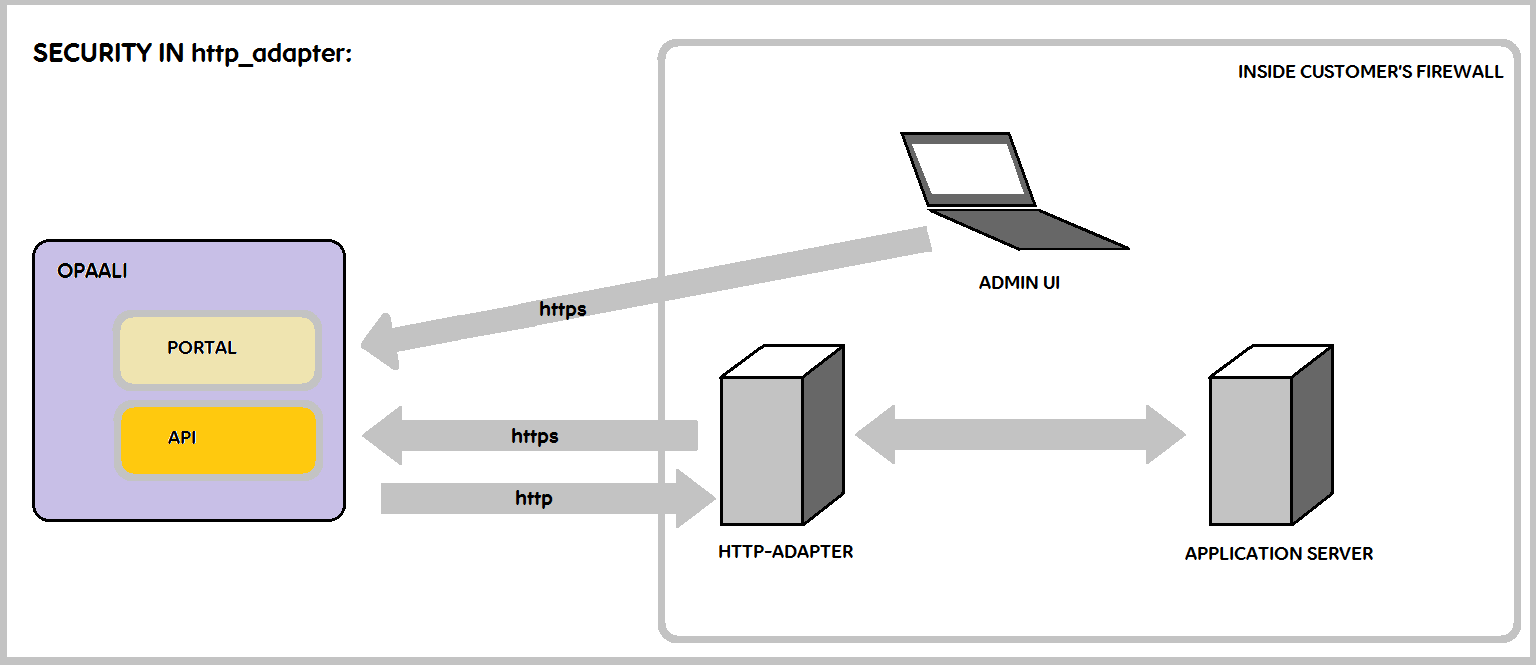 SECURITY IN http_adapter:
INSIDE CUSTOMER'S FIREWALL
OPAALI
PORTAL
API
https
https
http
ADMIN UI
HTTP-ADAPTER
APPLICATION SERVER